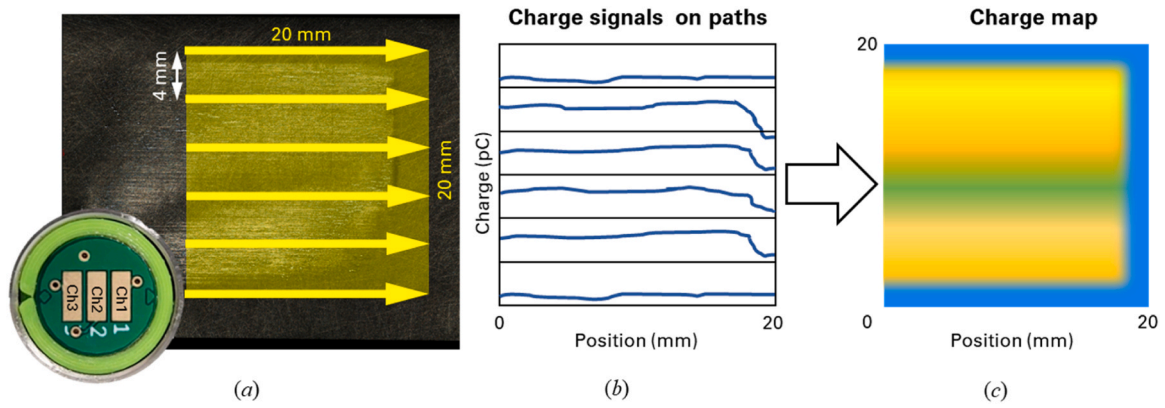 Charge signals on paths
Charge map
20 mm
4 mm
20 mm
Ch3
Ch2
Ch1
2
1
Charge (pC)
0
20
Position (mm)
20
0
20
Position (mm)
(a)
(b)
(c)